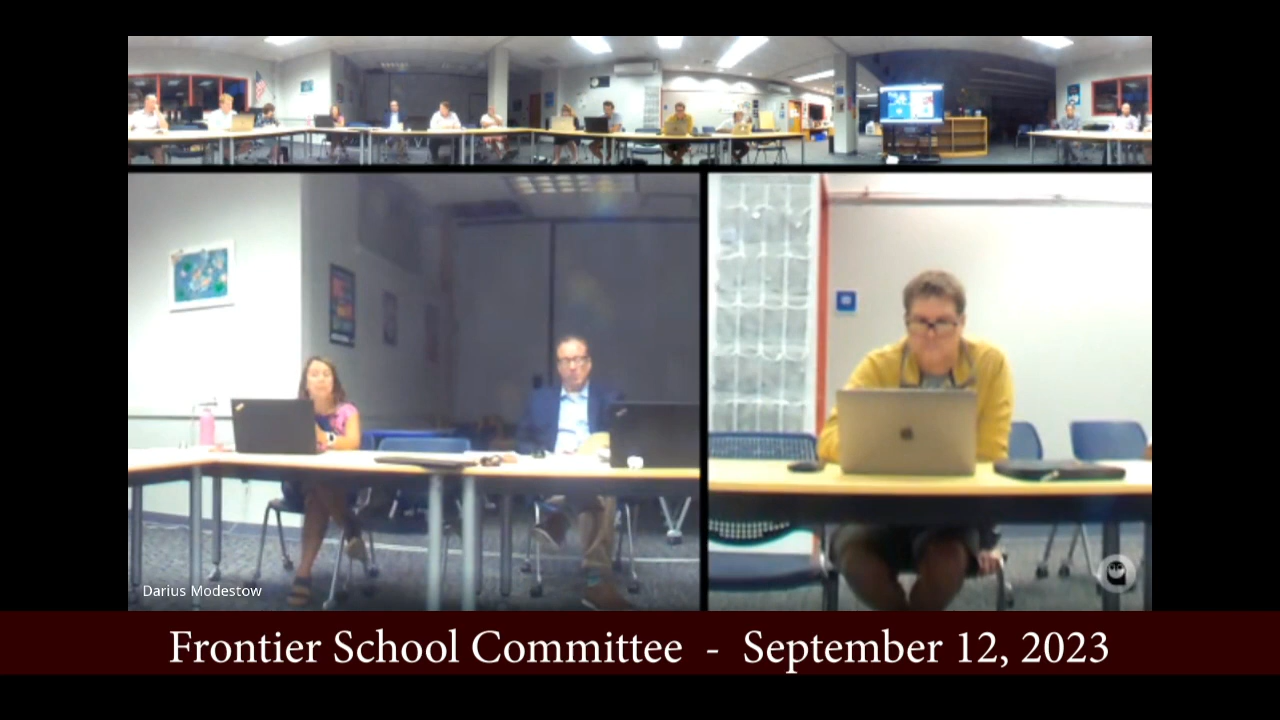 Darius Modestow
Frontier School Committee - September 12, 2023